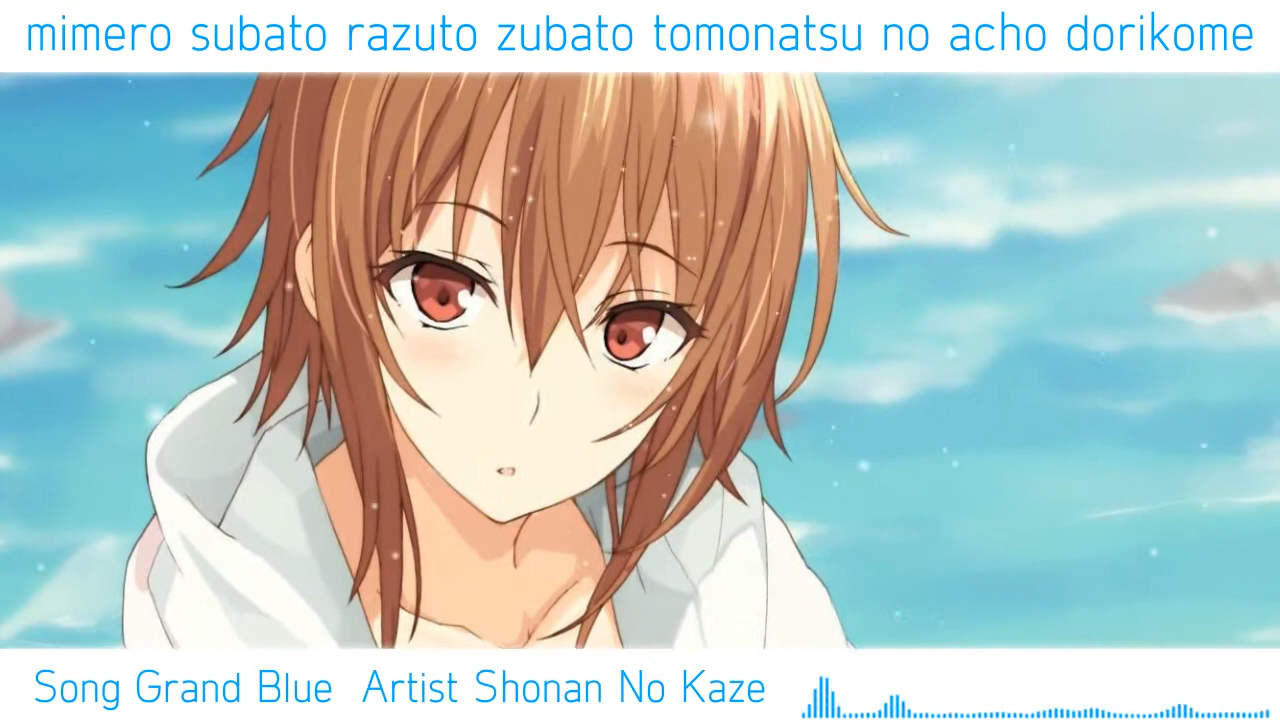 mimero subato razuto zubato tomonatsu no acho dorikome
Song Grand Blue  Artist Shonan No Kaze